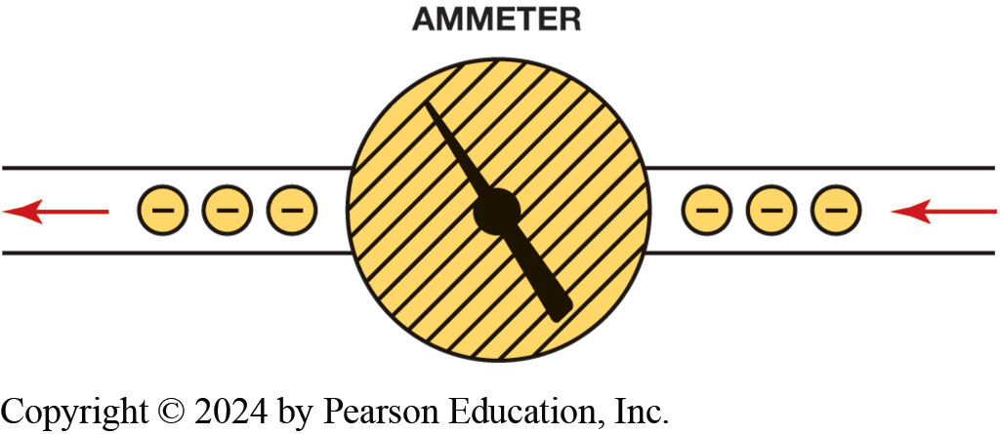 AMMETER
− − − − − −
Copyright © 2024 by Pearson Education, Inc.